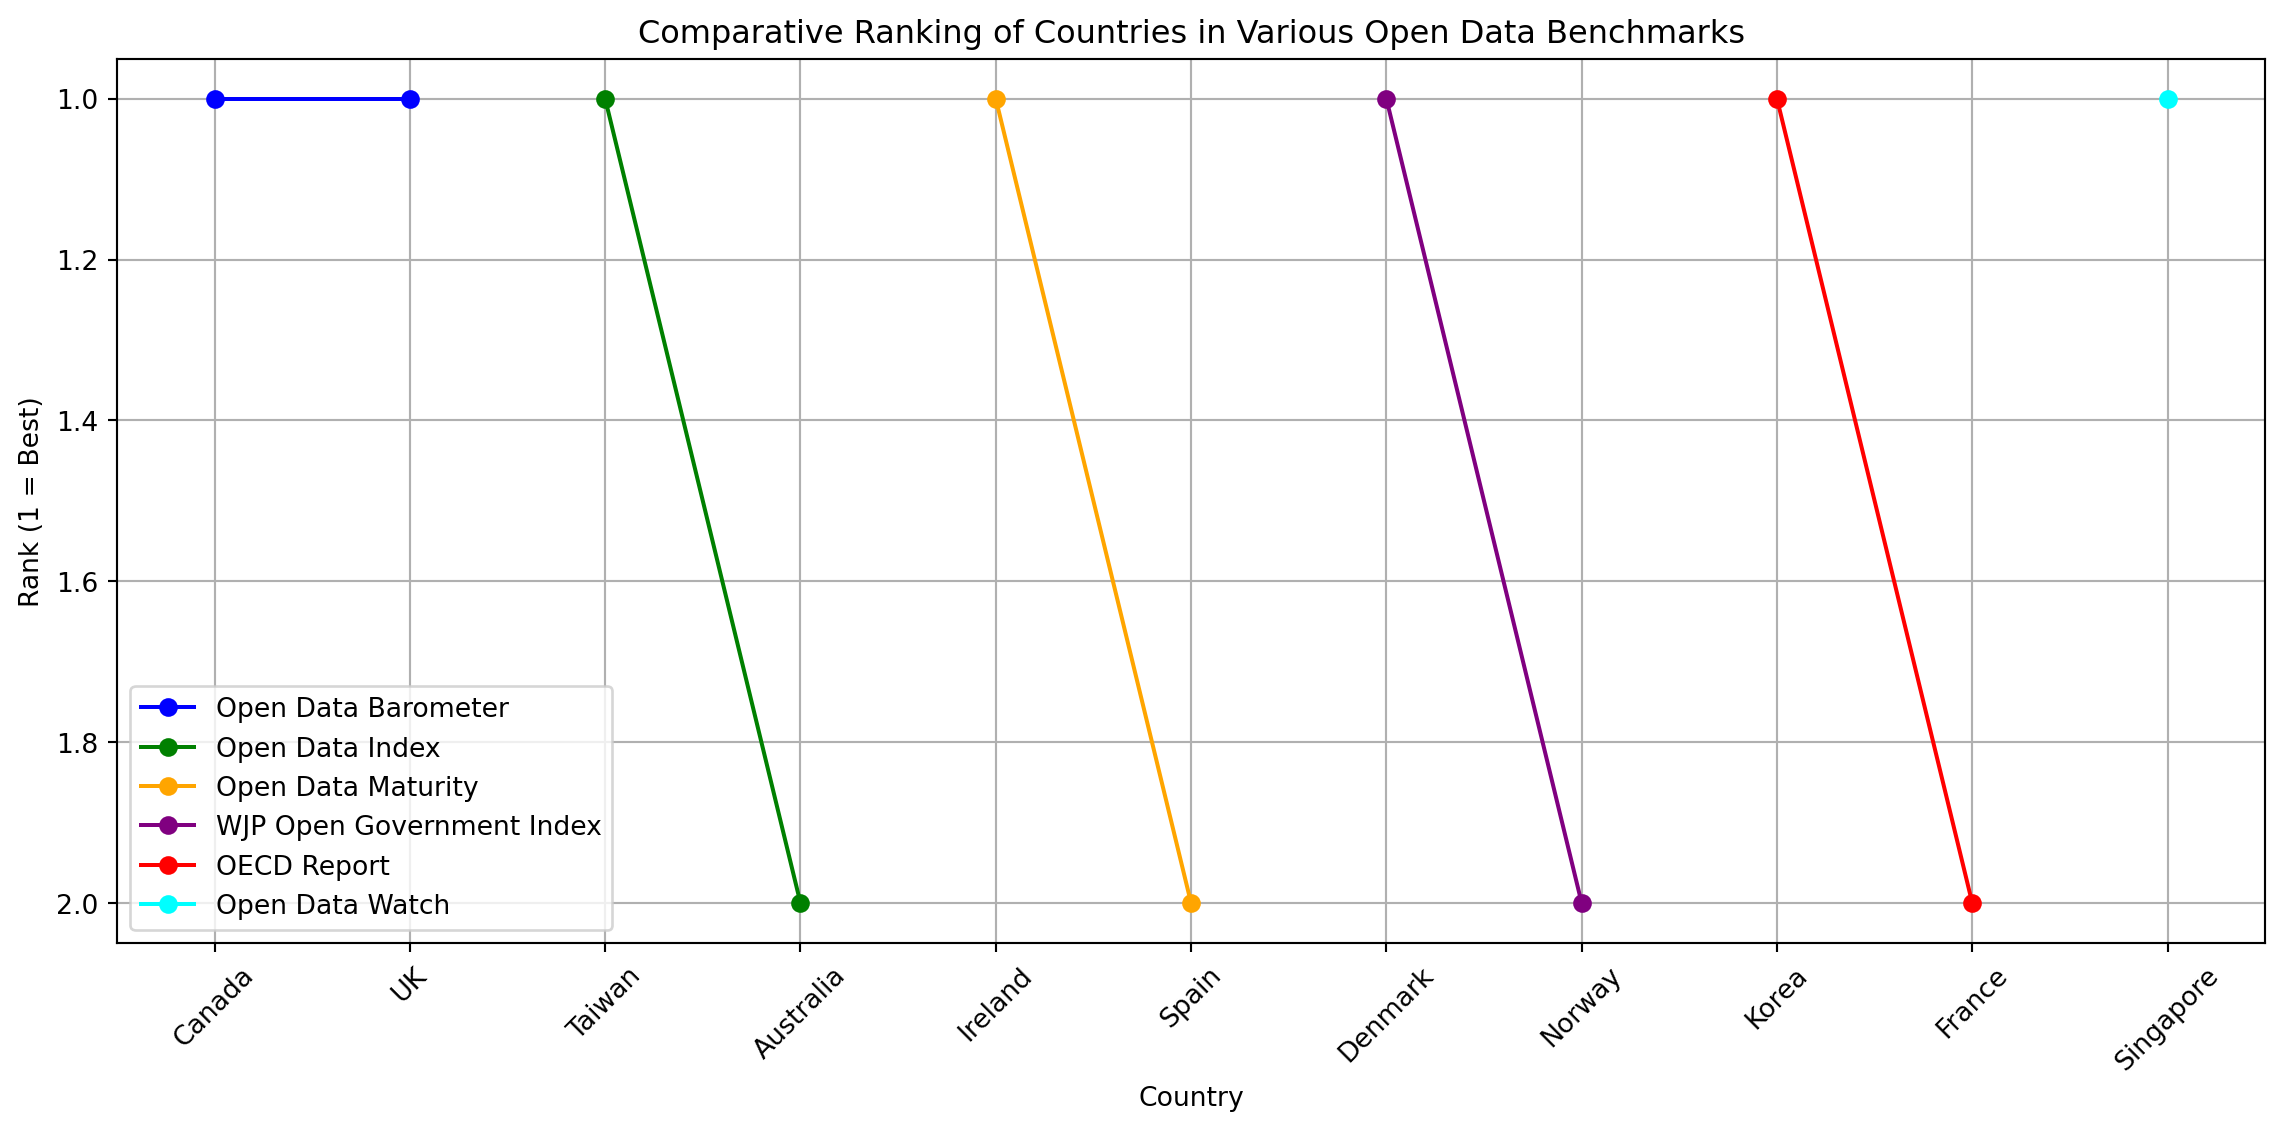 Comparative Ranking of Countries in Various Open Data Benchmarks
Rank (1 = Best)
1.0
1.2
1.4
1.6
1.8
2.0
Open Data Barometer
Open Data Index
Open Data Maturity
WJP Open Government Index
OECD Report
Open Data Watch
Canada
UK
Taiwan
Australia
Ireland
Spain
Denmark
Norway
Korea
France
Singapore
Country